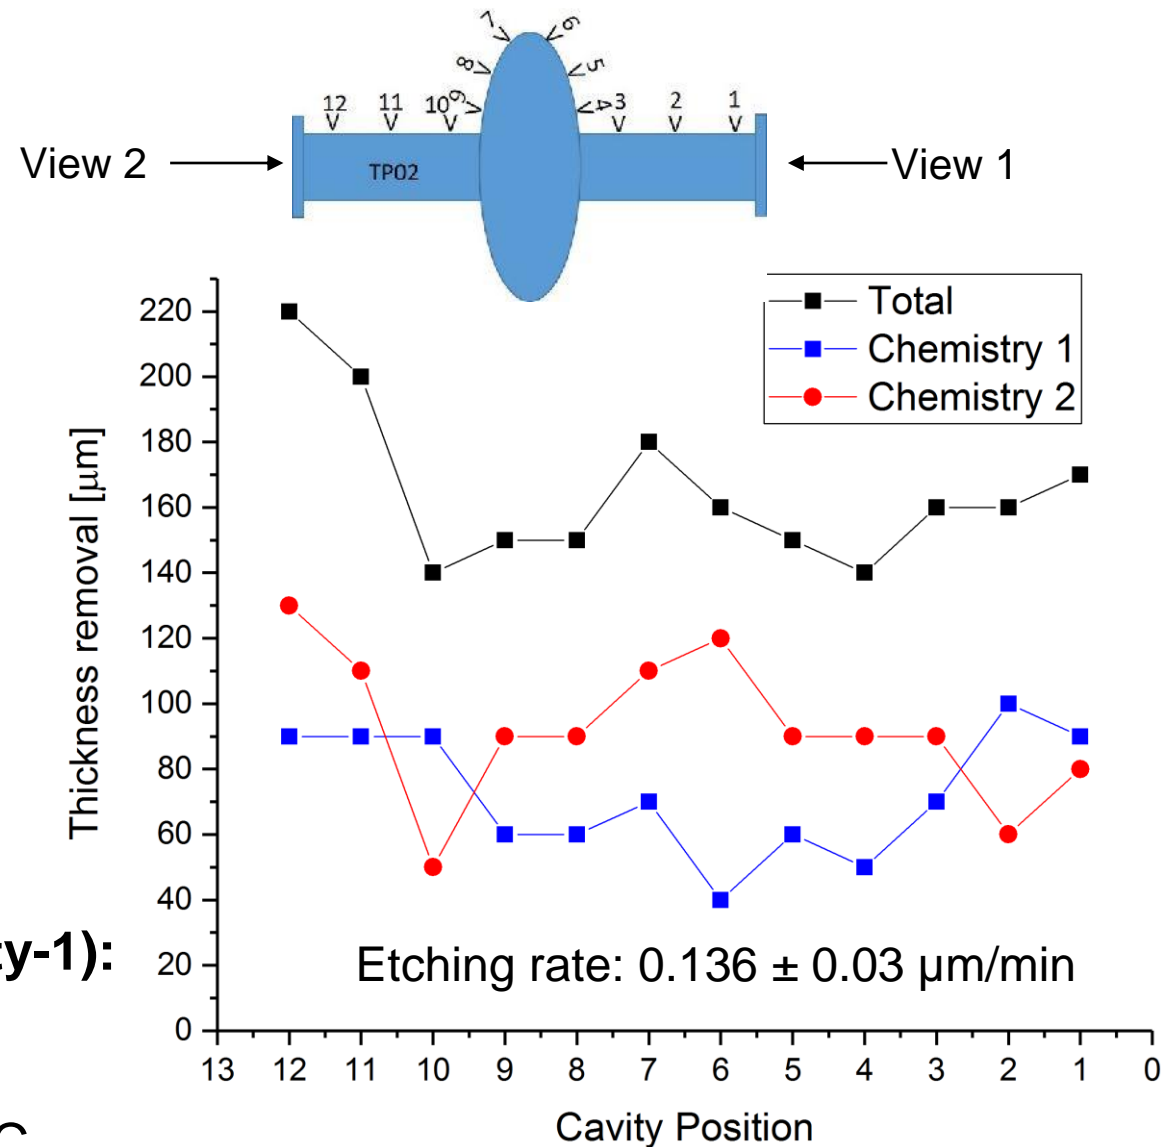 7 6
8 5
12 11 10 9 4 3 2 1
View 2 TP02 View 1
Total
Chemistry 1
Chemistry 2
Thickness removal [μm]
220
200
180
160
140
120
100
80
60
40
20
0
ty-1):
Etching rate: 0.136 ± 0.03 μm/min
13 12 11 10 9 8 7 6 5 4 3 2 1 0
Cavity Position